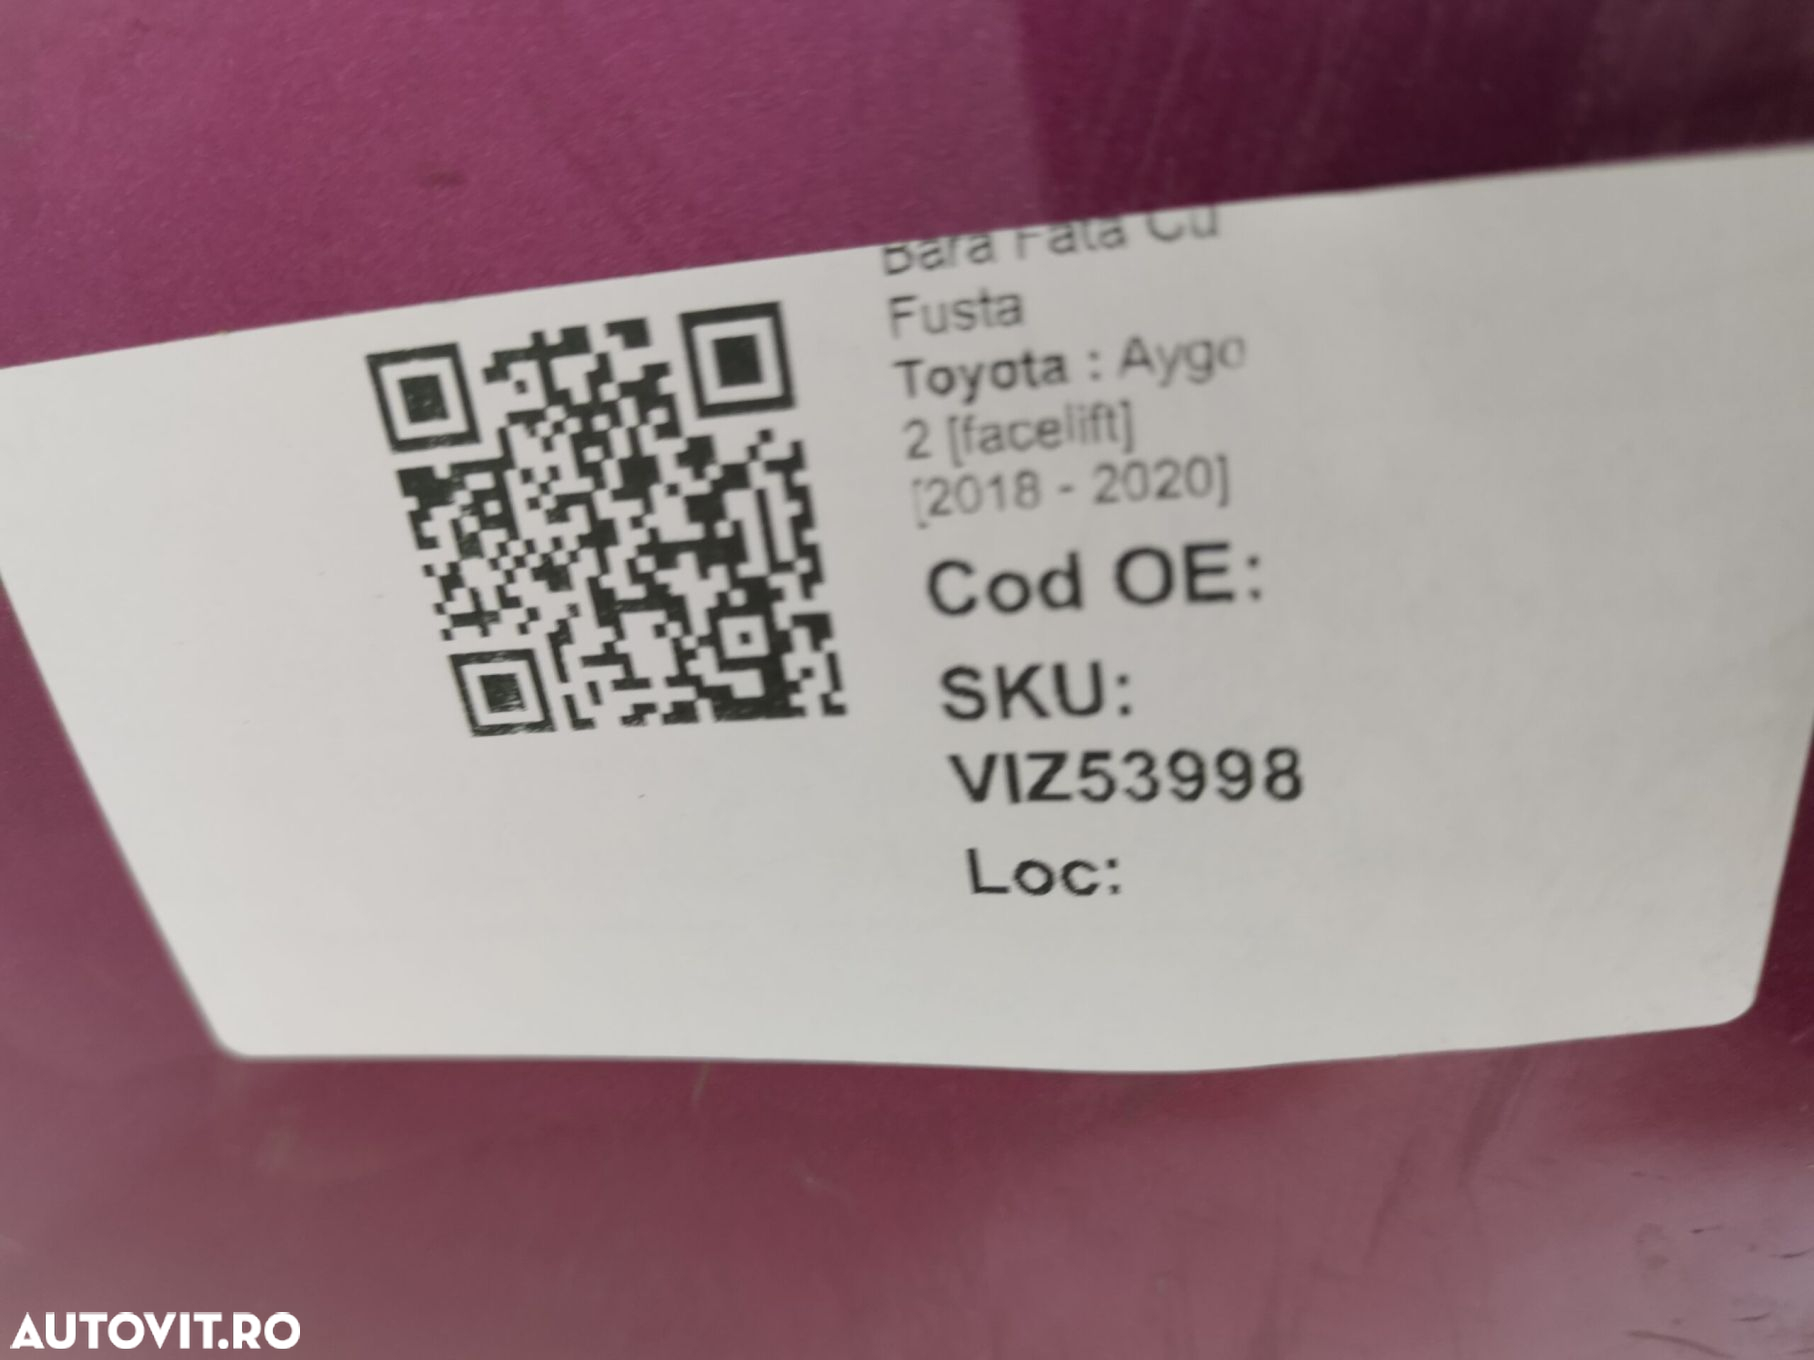 Bara Fata Cu
Fusta
Toyota : Aygo
2 [facelift]
[2018 - 2020]
Cod OE:
SKU:
VIZ53998
Loc:
AUTOVIT.RO